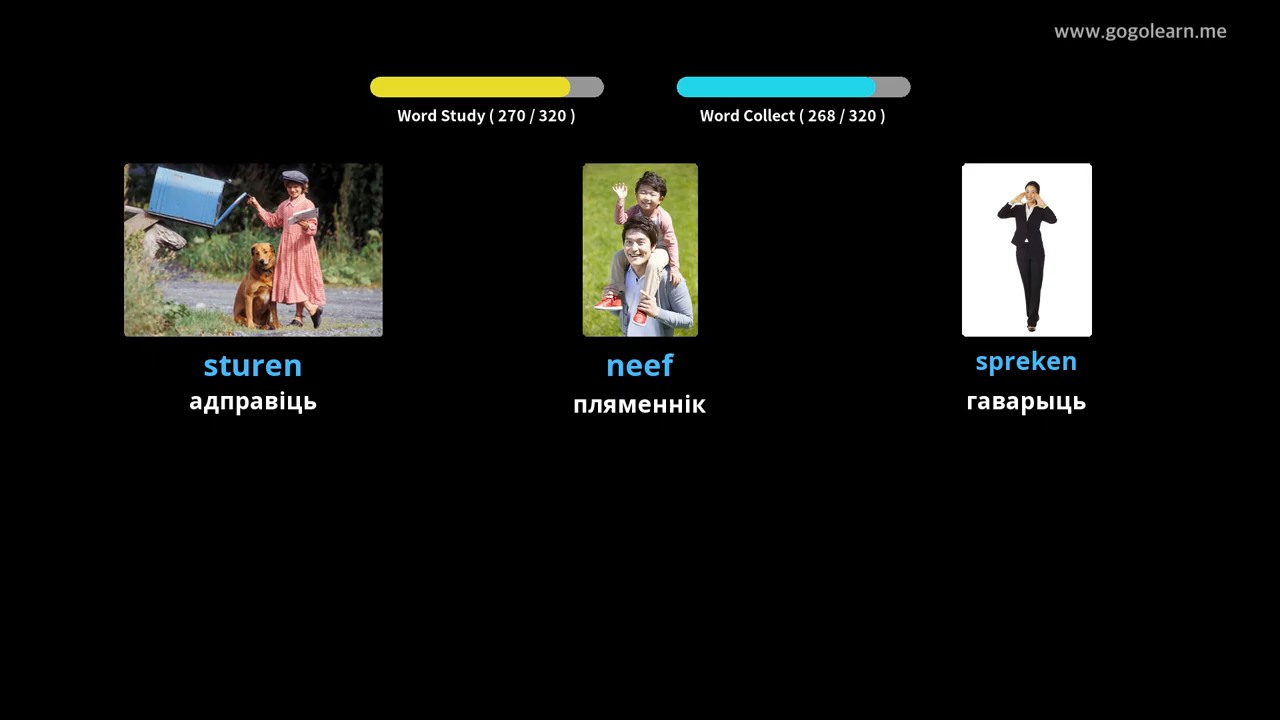 www.gogolearn.me
Word Study ( 270 / 320 )
Word Collect ( 268 / 320 )
sturen
neef
spreken
адправіць
пляменнік
гаварыць